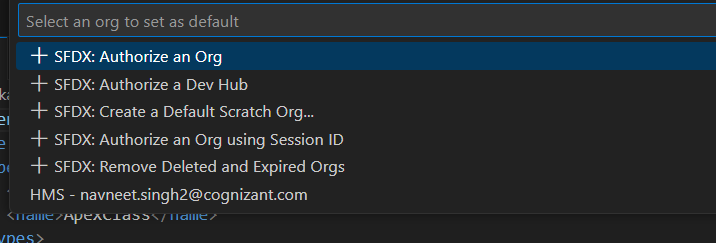 Select an org to set as default
SFDX: Authorize an Org
SFDX: Authorize a Dev Hub
SFDX: Create a Default Scratch Org...
SFDX: Authorize an Org using Session ID
SFDX: Remove Deleted and Expired Orgs
HMS - navneet.singh2@cognizant.com
<name>ApexClass</name>
ypes>